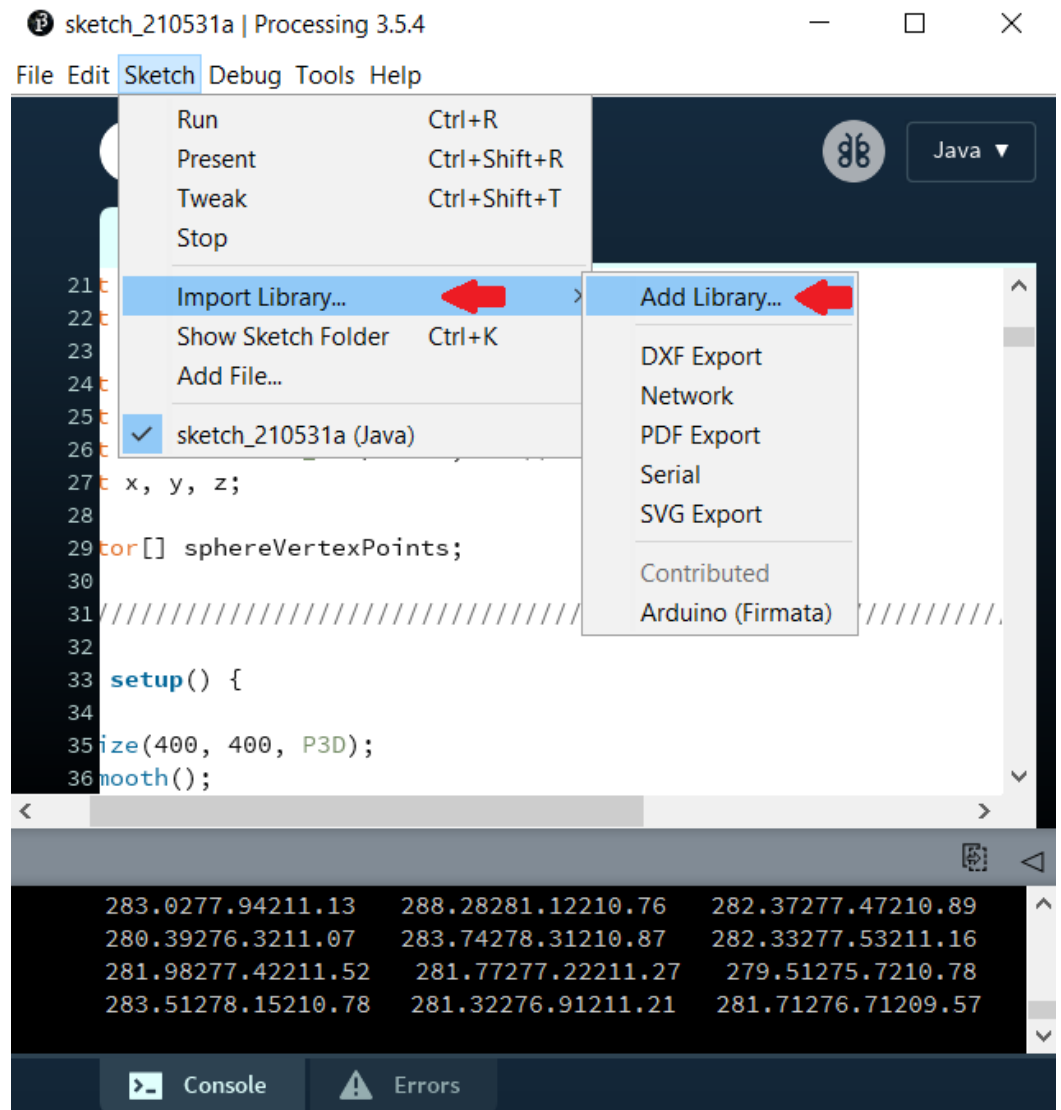 sketch_210531a | Processing 3.5.4
File Edit Sketch Debug Tools Help
Run Ctrl+R
Present Ctrl+Shift+R
Tweak Ctrl+Shift+T
Stop
Import Library...
Show Sketch Folder Ctrl+K
Add File...
sketch_210531a (Java)
Java
Add Library...
DXF Export
Network
PDF Export
Serial
SVG Export
Contributed
Arduino (Firmata)
21 t
22 t
23
24 t
25 t
26 t
27 t x, y, z;
28
29 tor[] sphereVertexPoints;
30
31 ////////////////////////////////// /////////
32
33 setup() {
34
35 ize(400, 400, P3D);
36 mooth();
283.0277.94211.13 288.28281.12210.76 282.37277.47210.89
280.39276.3211.07 283.74278.31210.87 282.33277.53211.16
281.98277.42211.52 281.77277.22211.27 279.51275.7210.78
283.51278.15210.78 281.32276.91211.21 281.71276.71209.57
Console Errors